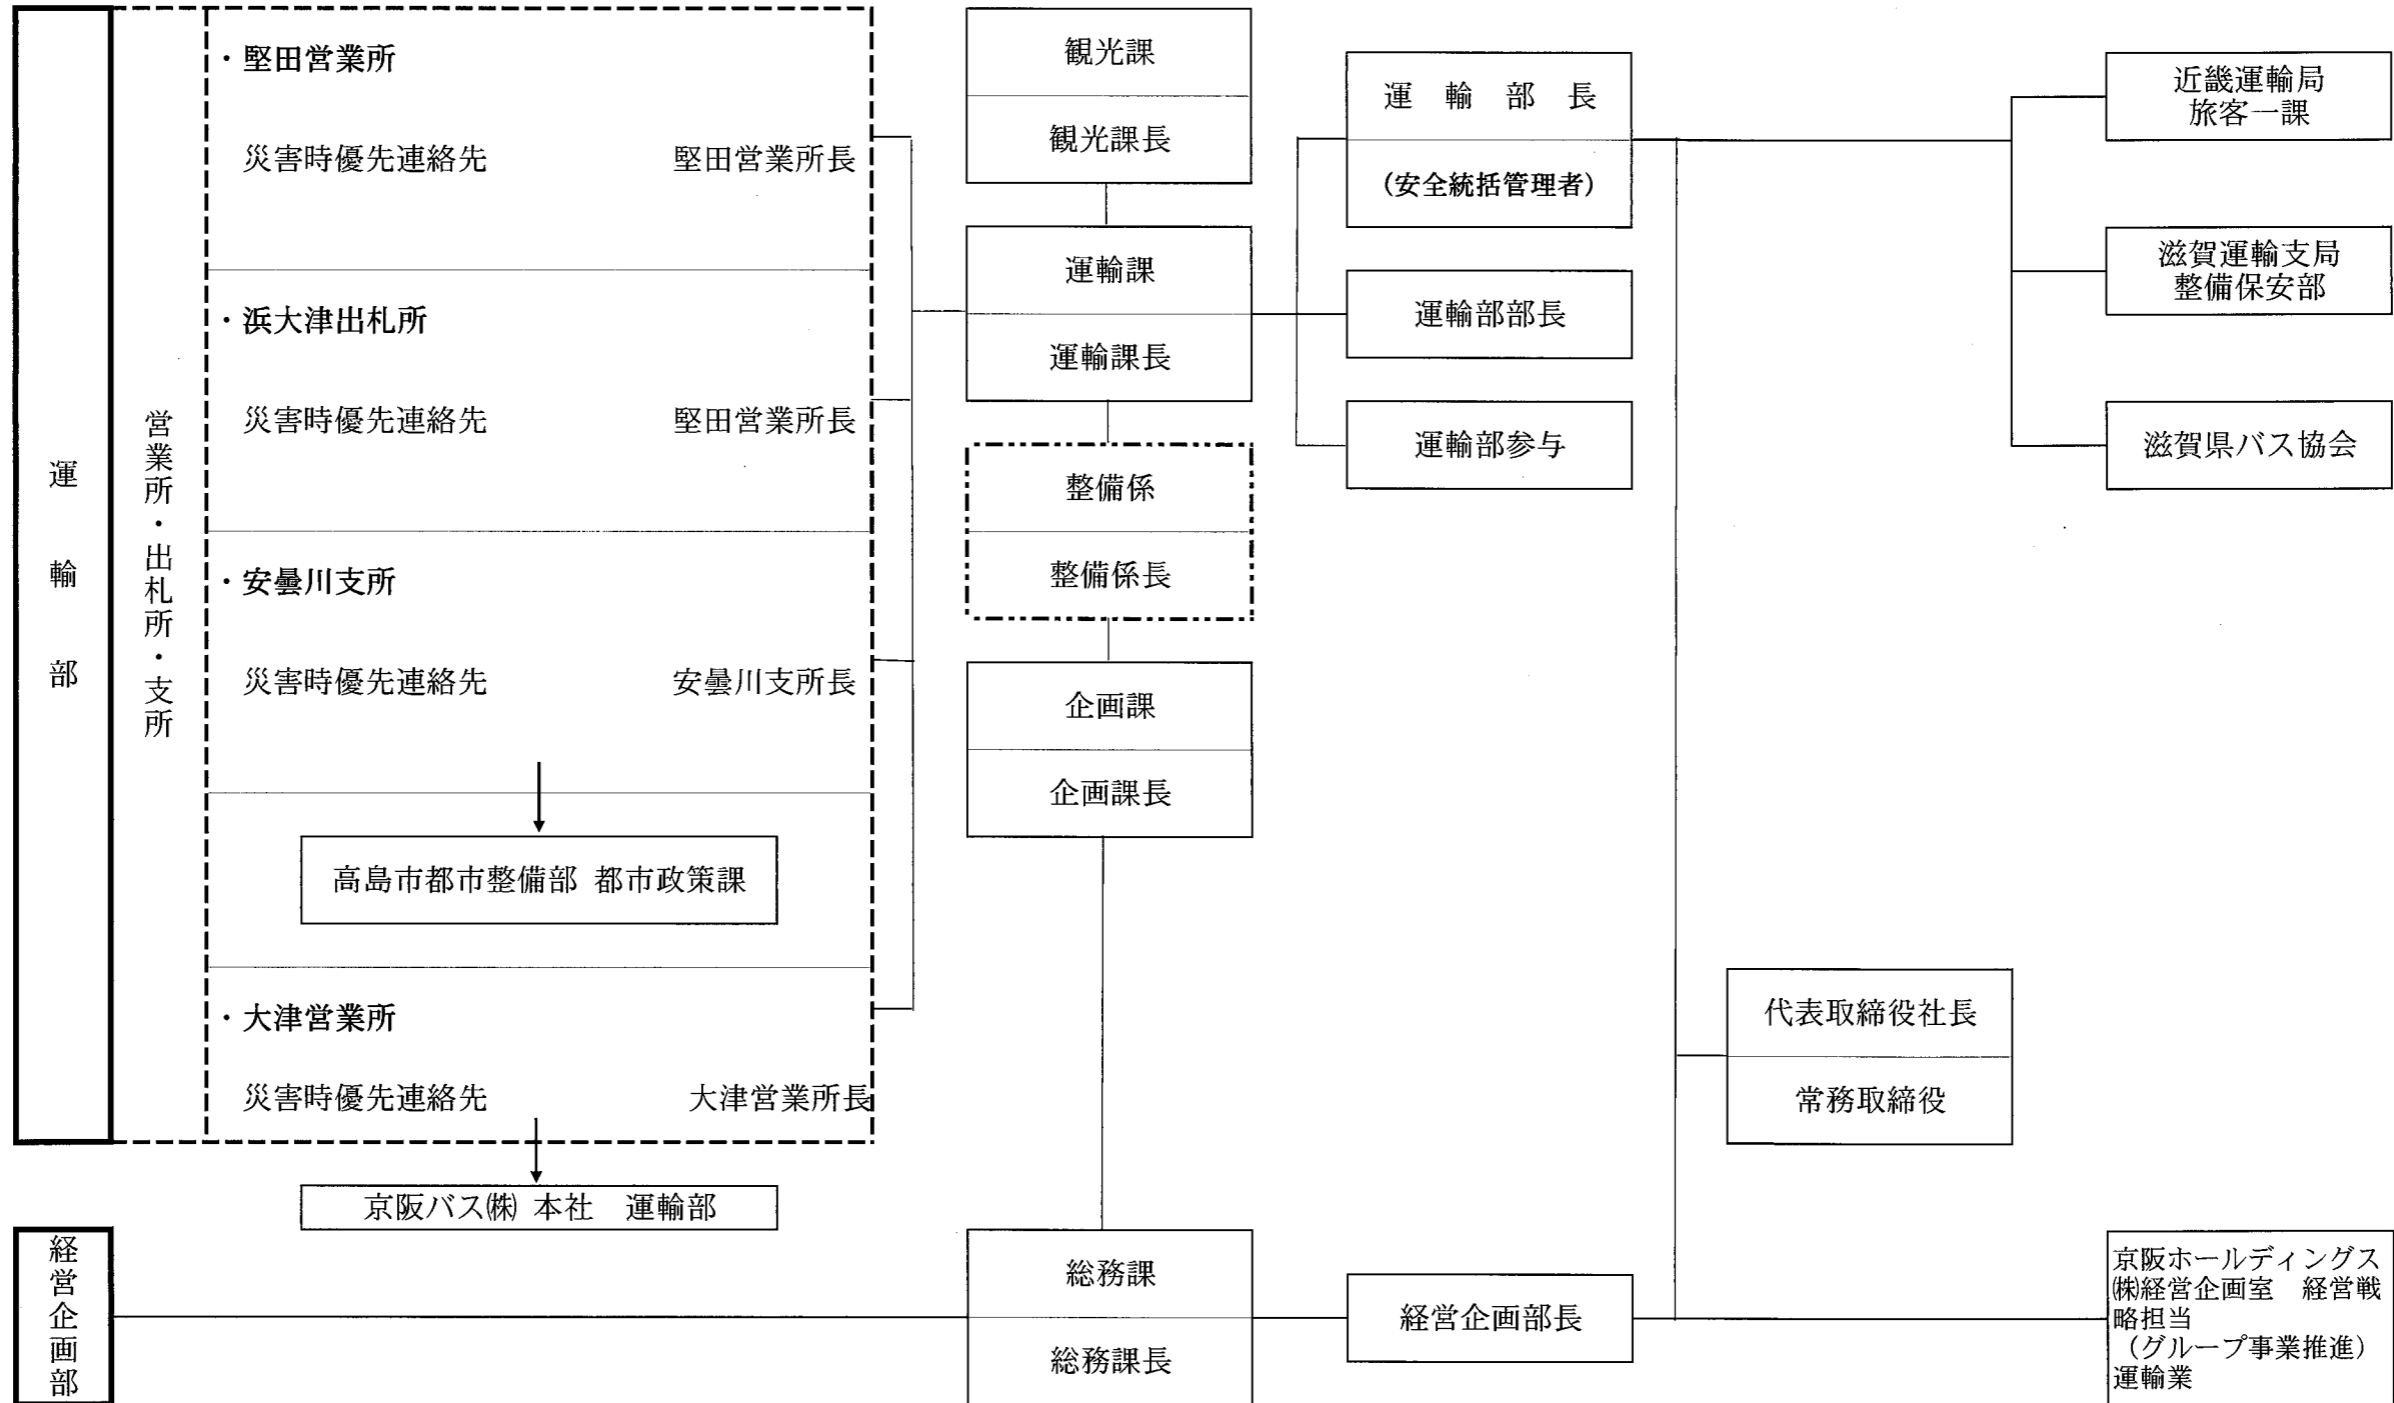 運輸部
営業所・出札所・支所
・堅田営業所
災害時優先連絡先 堅田営業所長
・浜大津出札所
災害時優先連絡先 堅田営業所長
・安曇川支所
災害時優先連絡先 安曇川支所長
高島市都市整備部 都市政策課
・大津営業所
災害時優先連絡先 大津営業所長
京阪バス㈱ 本社 運輸部
観光課
観光課長
運輸課
運輸課長
整備係
整備係長
企画課
企画課長
運輸部長
(安全統括管理者)
運輸部部長
運輸部参与
近畿運輸局
旅客一課
滋賀運輸支局
整備保安部
滋賀県バス協会
代表取締役社長
常務取締役
経営企画部
総務課
総務課長
経営企画部長
京阪ホールディングス
㈱経営企画室 経営戦
略担当
（グループ事業推進）
運輸業